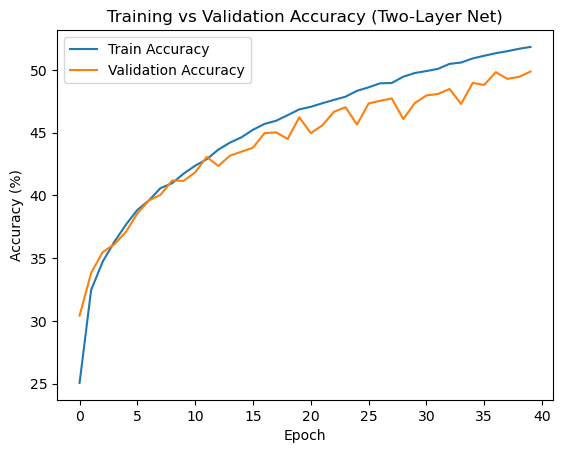 Training vs Validation Accuracy (Two-Layer Net)
Train Accuracy
Validation Accuracy
Accuracy (%)
50
45
40
35
30
25
0 5 10 15 20 25 30 35 40
Epoch